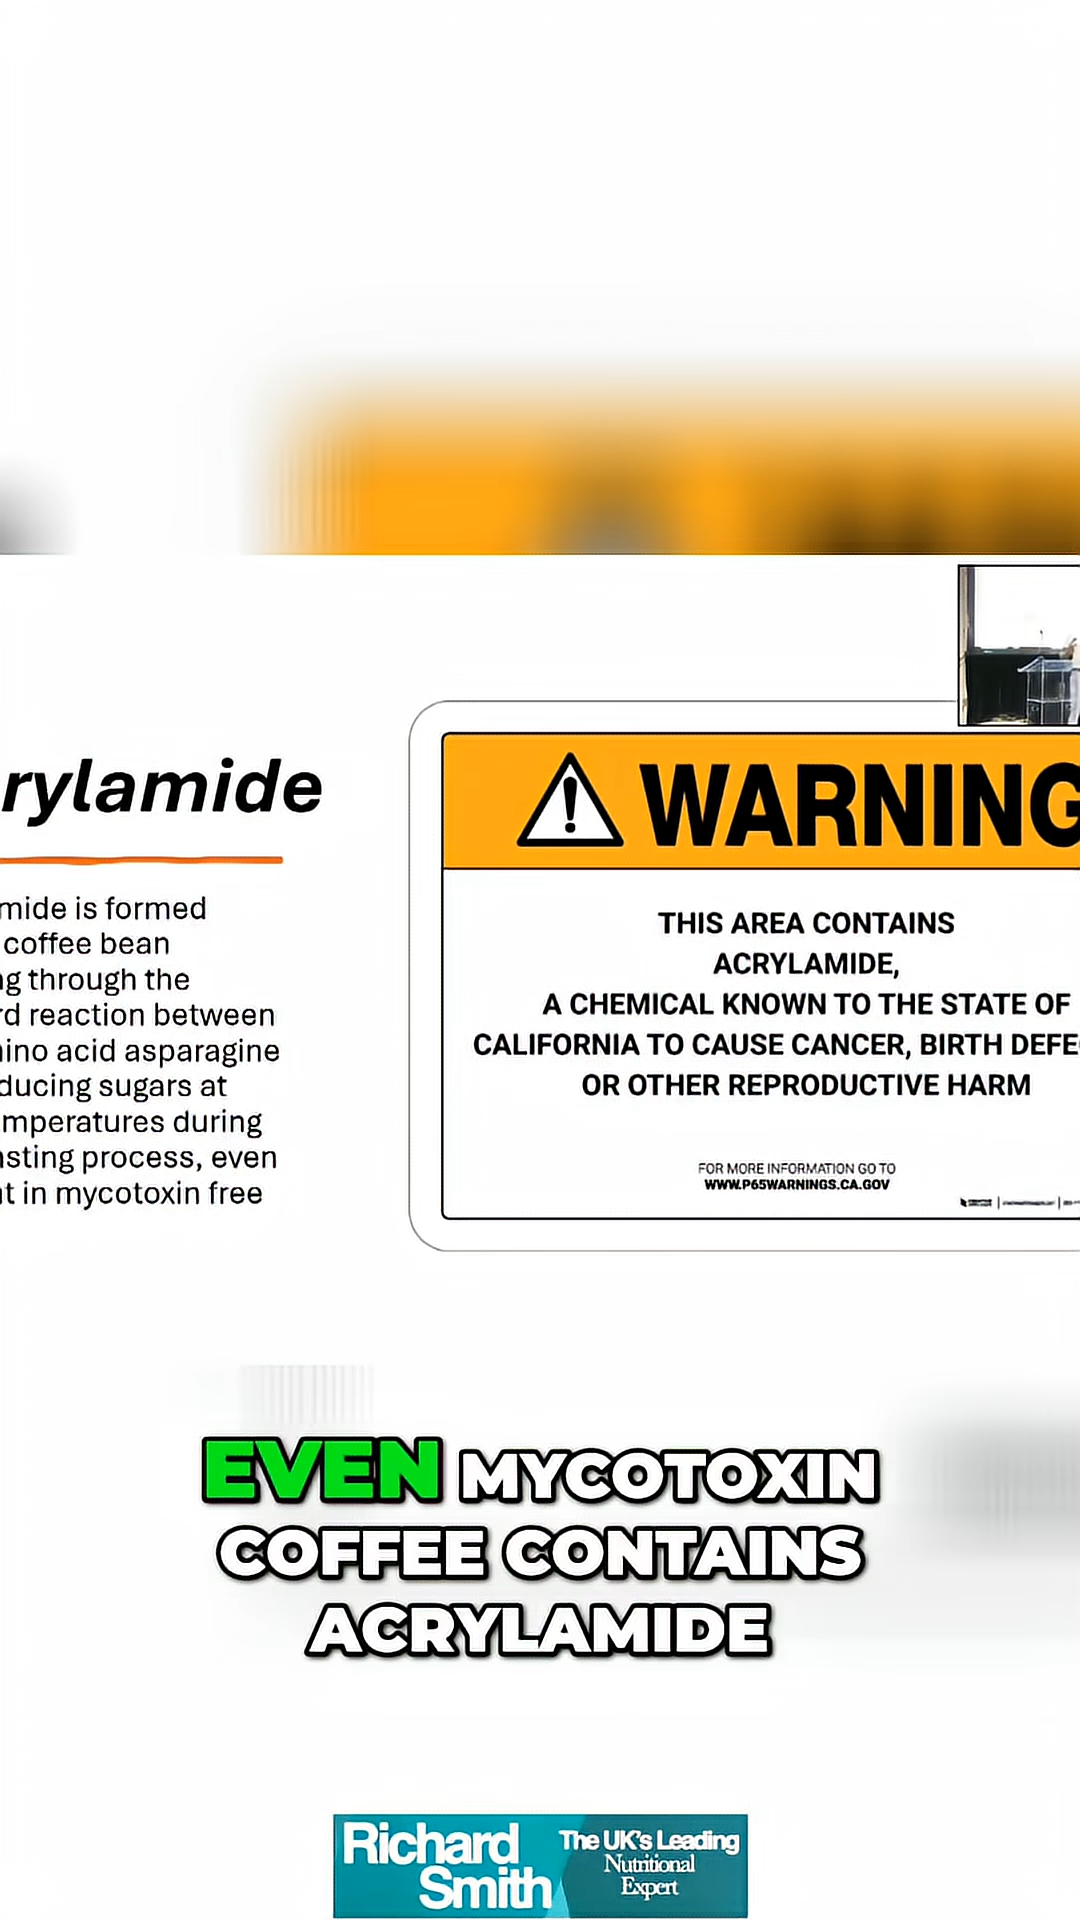 rylamide
mide is formed
coffee bean
g through the
rd reaction between
ino acid asparagine
ducing sugars at
mperatures during
sting process, even
t in mycotoxin free
WARNING
THIS AREA CONTAINS
ACRYLAMIDE,
A CHEMICAL KNOWN TO THE STATE OF
CALIFORNIA TO CAUSE CANCER, BIRTH DEFE
OR OTHER REPRODUCTIVE HARM
FOR MORE INFORMATION GO TO
WWW.P65WARNINGS.CA.GOV
EVEN MYCOTOXIN
COFFEE CONTAINS
ACRYLAMIDE
Richard
Smith
The UK's Leading
Nutritional
Expert